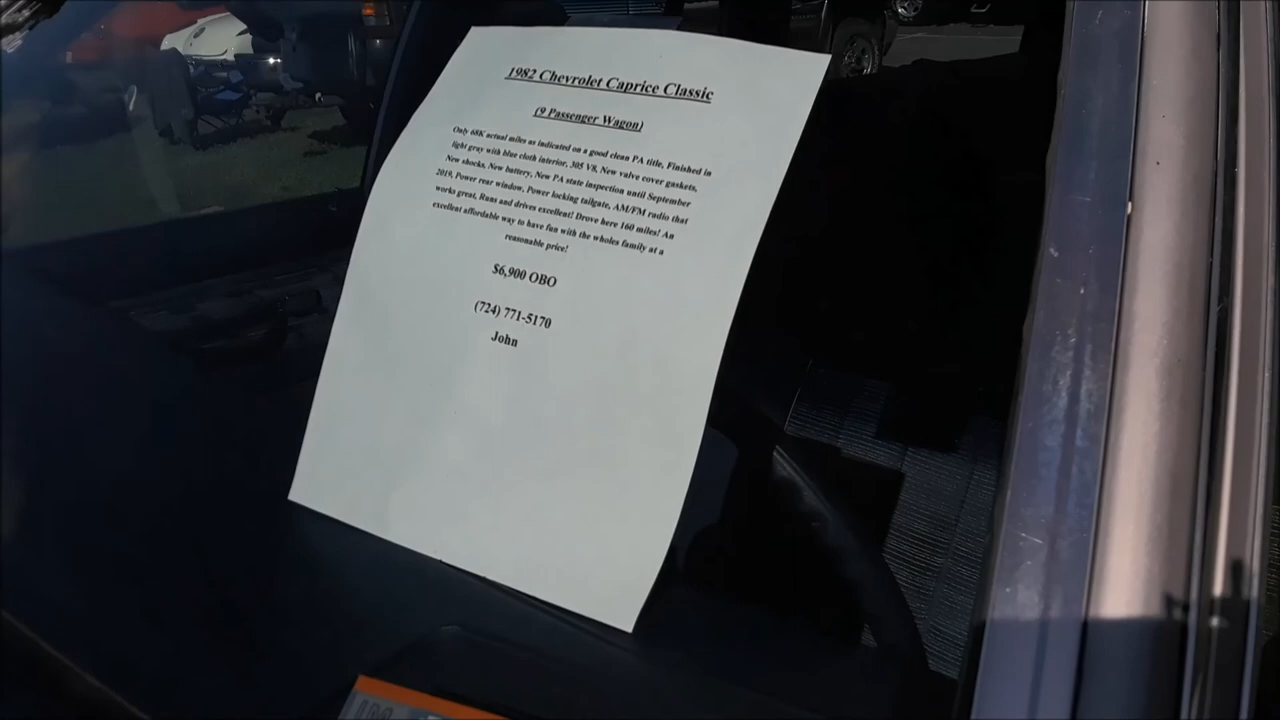 1982 Chevrolet Caprice Classic
(9 Passenger Wagon)
Only 68K actual miles as indicated on a good clean PA title, Finished in
light gray with blue cloth interior, 305 V8, New valve cover gaskets,
New shocks, New battery, New PA state inspection until September
2019, Power rear window, Power locking tailgate, AM/FM radio that
works great, Runs and drives excellent! Drove here 160 miles! An
excellent affordable way to have fun with the wholes family at a
reasonable price!
$6,900 OBO
(724) 771-5170
John